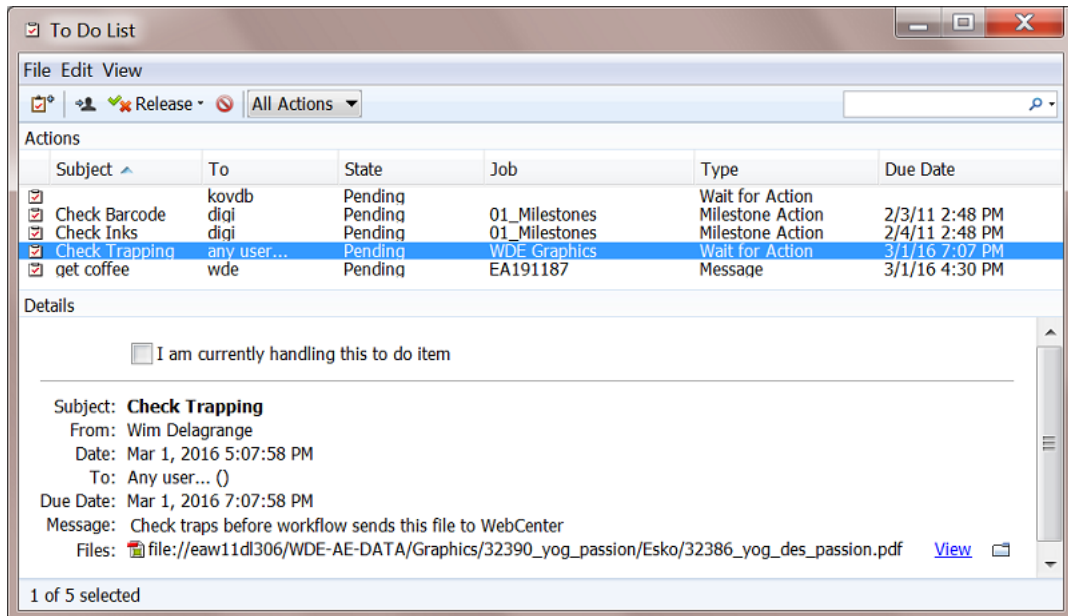 To Do List
File Edit View
Release All Actions
Actions
Subject To State Job Type Due Date
kovdb Pending Wait for Action
Check Barcode digi Pending 01_Milestones Milestone Action 2/3/11 2:48 PM
Check Inks digi Pending 01_Milestones Milestone Action 2/4/11 2:48 PM
Check Trapping any user... Pending WDE Graphics Wait for Action 3/1/16 7:07 PM
get coffee wde Pending EA191187 Message 3/1/16 4:30 PM
Details
I am currently handling this to do item
Subject: Check Trapping
From: Wim Delagrange
Date: Mar 1, 2016 5:07:58 PM
To: Any user... ()
Due Date: Mar 1, 2016 7:07:58 PM
Message: Check traps before workflow sends this file to WebCenter
Files: file://eaw11dl306/WDE-AE-DATA/Graphics/32390_yog_passion/Esko/32386_yog_des_passion.pdf View
1 of 5 selected